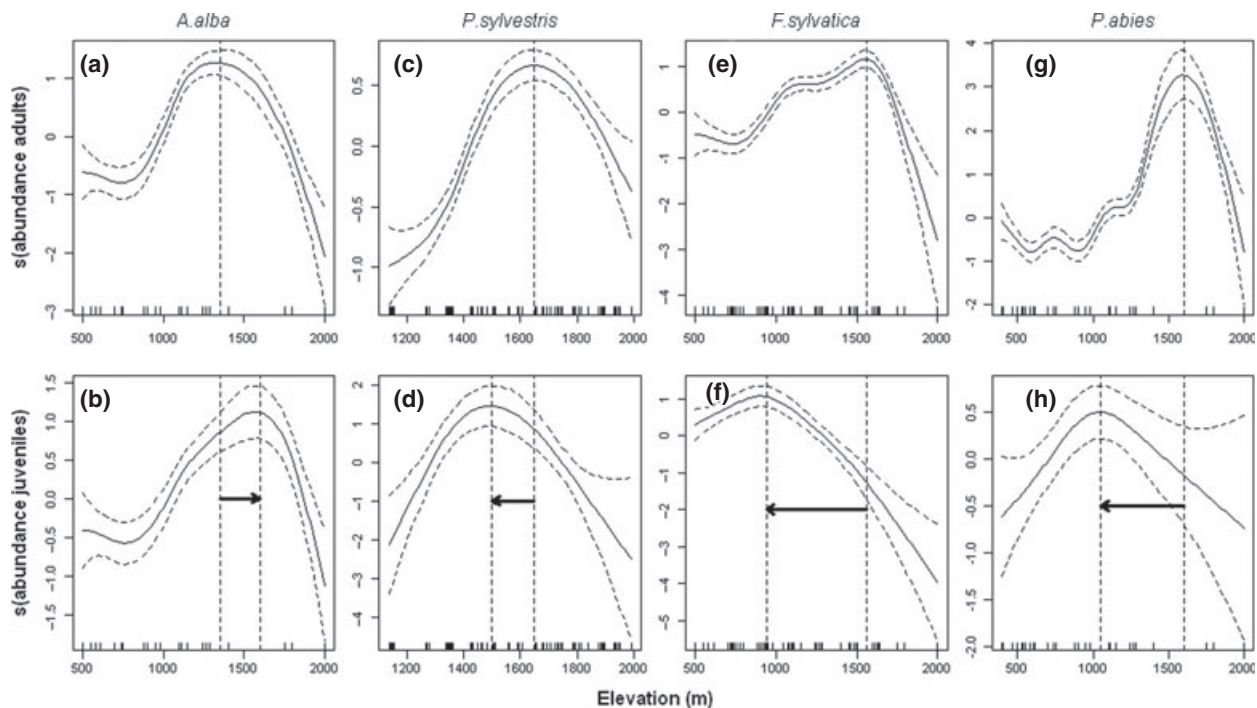 A.alba P.sylvestris F.sylvatica P.abies
s(abundance adults)
(a) (c) (e) (g)
1 0 −1 −2 −3
0.5 0.0 −0.5 −1.0
1 0 −1 −2 −3 −4
4 3 2 1 0 −1 −2
500 1000 1500 2000
1200 1400 1600 1800 2000
500 1000 1500 2000
500 1000 1500 2000
s(abundance juveniles)
(b) (d) (f) (h)
1.5 1.0 0.5 0.0 −0.5 −1.0 −1.5
2 1 0 −1 −2 −3 −4
1 0 −1 −2 −3 −4 −5
0.5 0.0 −0.5 −1.0 −1.5 −2.0
500 1000 1500 2000
1200 1400 1600 1800 2000
500 1000 1500 2000
500 1000 1500 2000
Elevation (m)